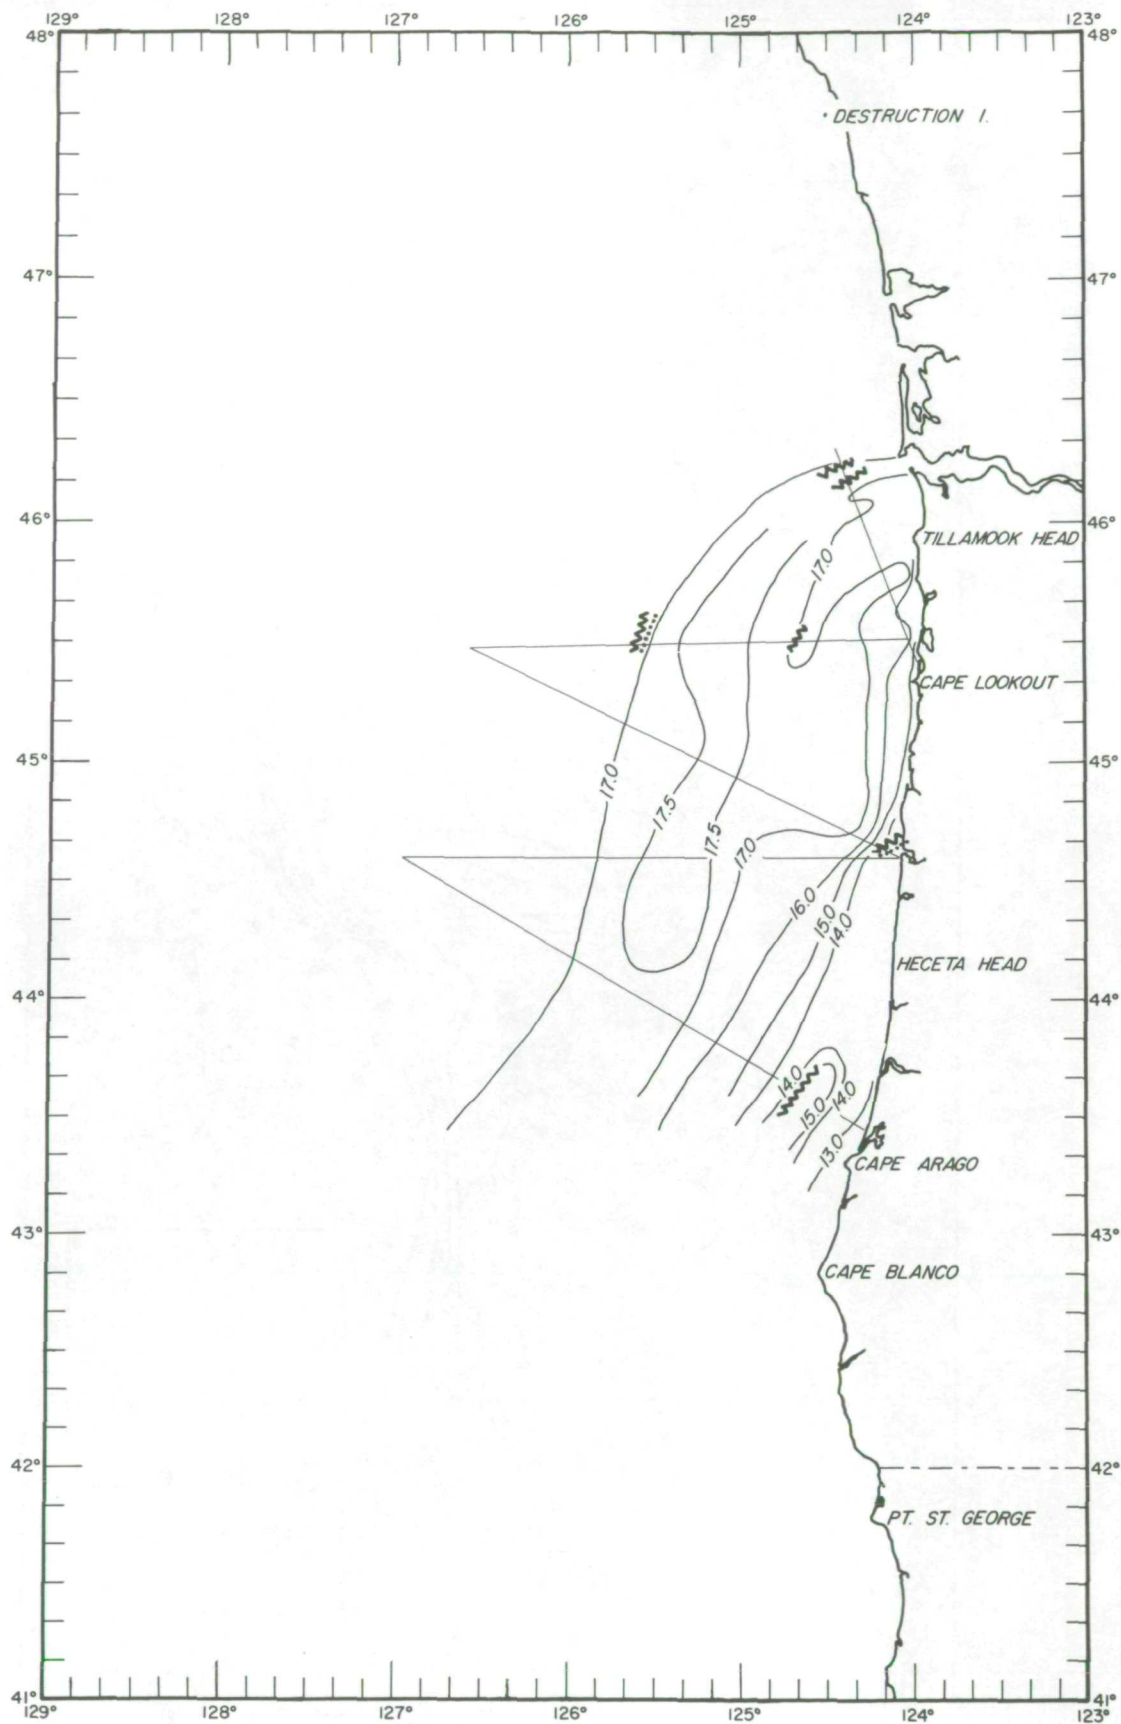 129° 128° 127° 126° 125° 124° 123°
48° 48°
DESTRUCTION I.
47° 47°
46° 46°
TILLAMOOK HEAD
17.0
CAPE LOOKOUT
45° 45°
17.0
17.5
17.5
17.0
16.0
15.0
14.0
HECETA HEAD
44° 44°
14.0
15.0
14.0
13.0
CAPE ARAGO
43° 43°
CAPE BLANCO
42° 42°
PT. ST. GEORGE
41° 41°
129° 128° 127° 126° 125° 124° 123°